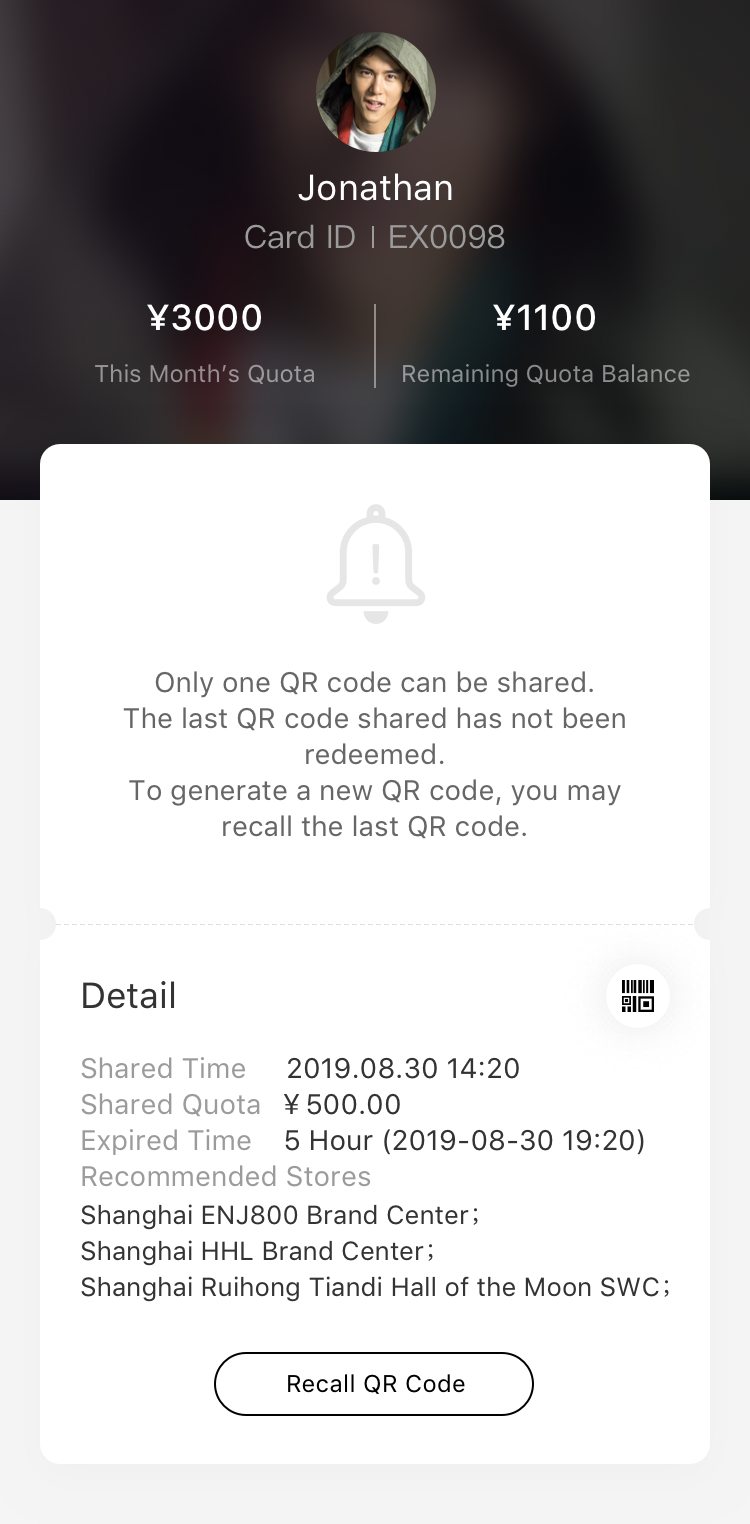 Jonathan
Card ID | EX0098
¥3000
This Month’s Quota
¥1100
Remaining Quota Balance
Only one QR code can be shared.
The last QR code shared has not been
redeemed.
To generate a new QR code, you may
recall the last QR code.
Detail
Shared Time 2019.08.30 14:20
Shared Quota ¥ 500.00
Expired Time 5 Hour (2019-08-30 19:20)
Recommended Stores
Shanghai ENJ800 Brand Center；
Shanghai HHL Brand Center；
Shanghai Ruihong Tiandi Hall of the Moon SWC；
Recall QR Code